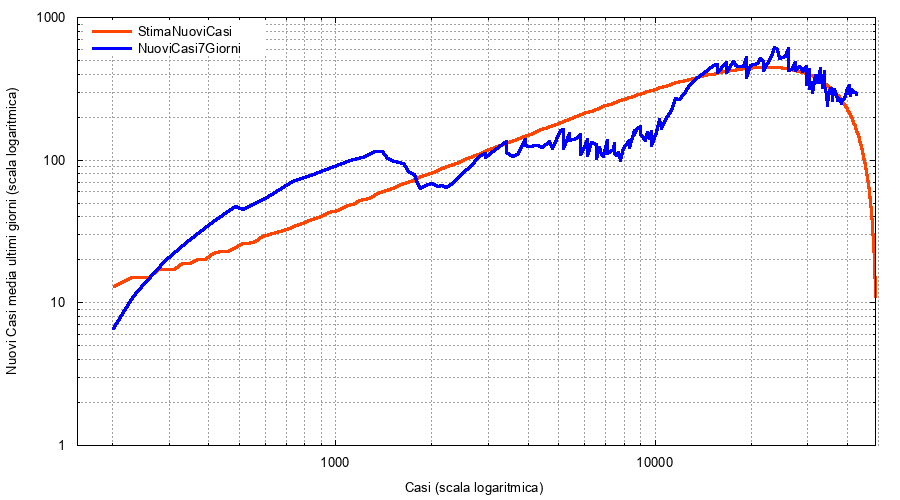 1000
StimaNuoviCasi
NuoviCasi7Giorni
100
10
1
Nuovi Casi media ultimi giorni (scala logaritmica)
1000
10000
Casi (scala logaritmica)